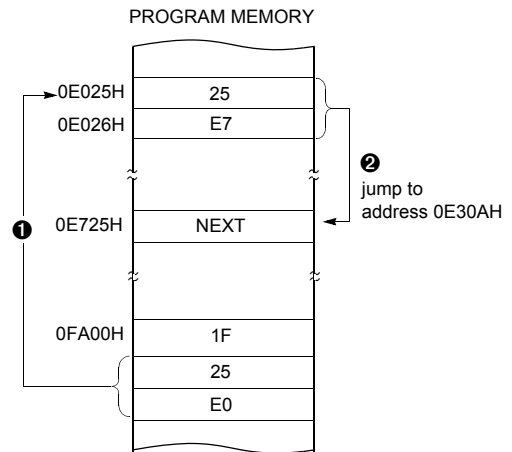 PROGRAM MEMORY
0E025H 25
0E026H E7
❷
jump to
address 0E30AH
❶ 0E725H NEXT
0FA00H 1F
25
E0